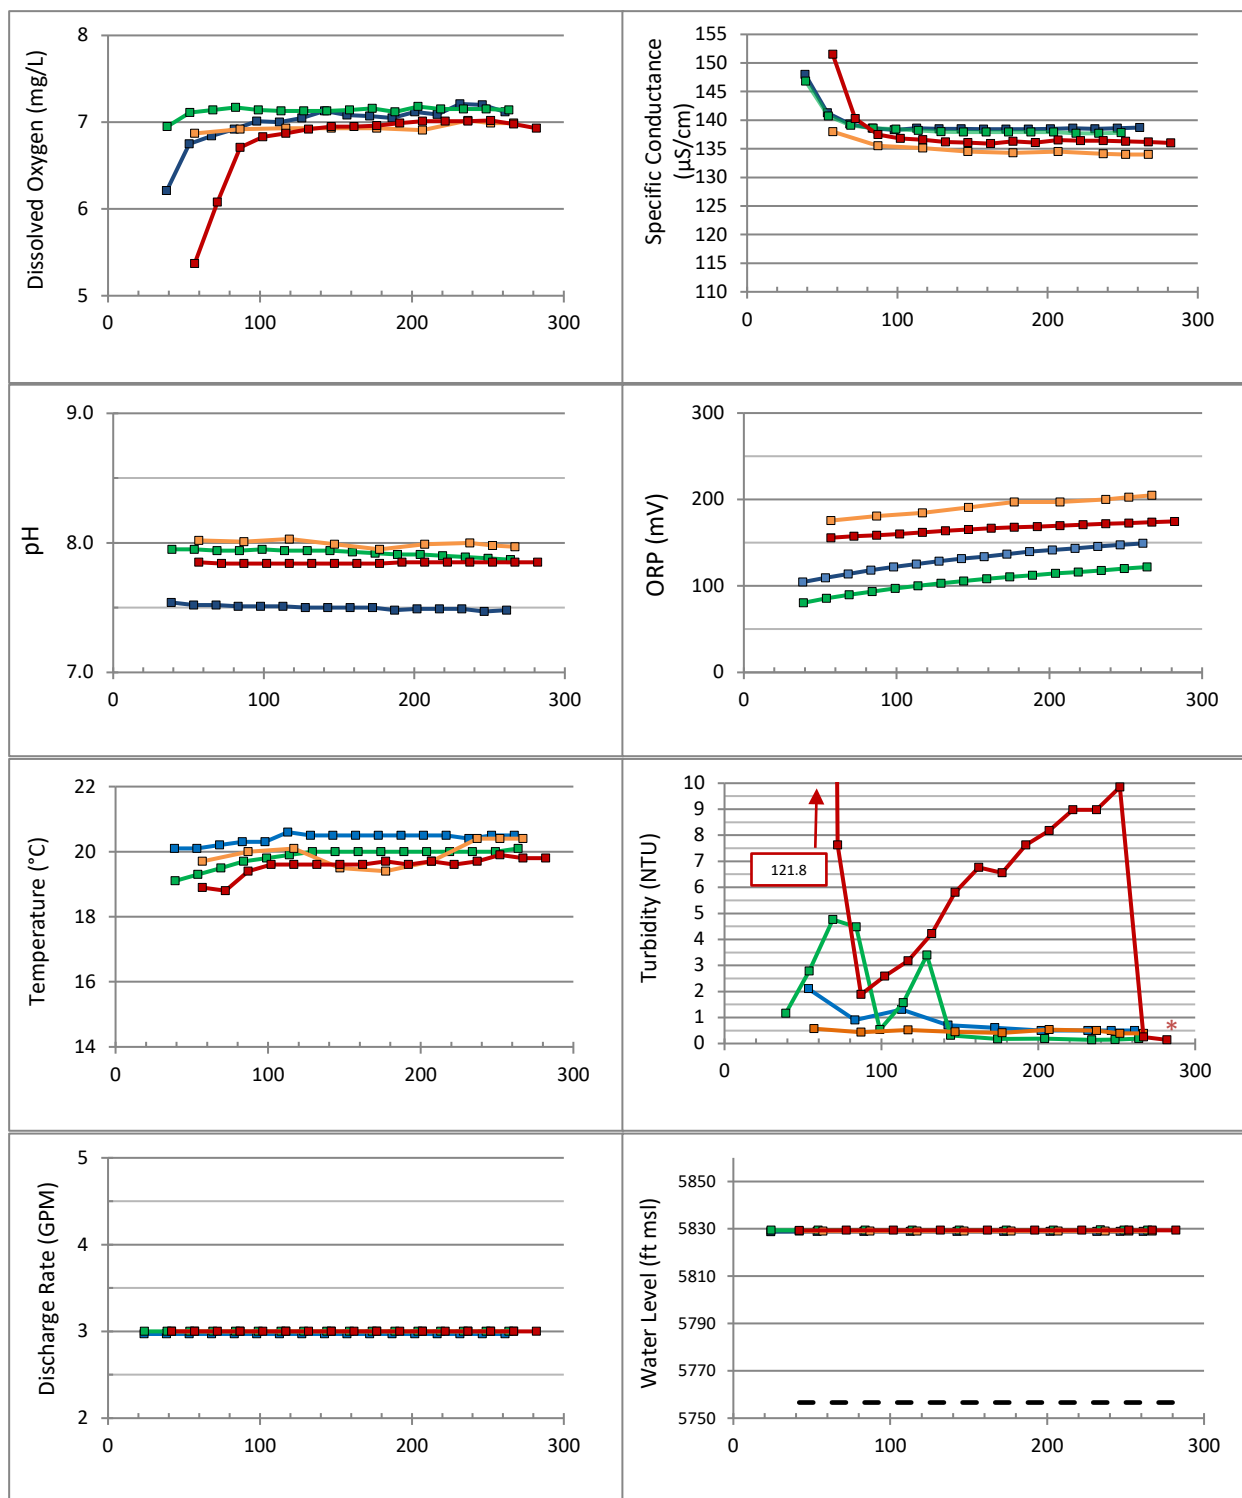 Dissolved Oxygen (mg/L)
8
7
6
5
0 100 200 300
Specific Conductance
(µS/cm)
155
150
145
140
135
130
125
120
115
110
0 100 200 300
pH
9.0
8.0
7.0
0 100 200 300
ORP (mV)
300
200
100
0
0 100 200 300
Temperature (°C)
22
20
18
16
14
0 100 200 300
Turbidity (NTU)
10
9
8
7
6
5
4
3
2
1
0
121.8
*
0 100 200 300
Discharge Rate (GPM)
5
4
3
2
0 100 200 300
Water Level (ft msl)
5850
5830
5810
5790
5770
5750
0 100 200 300